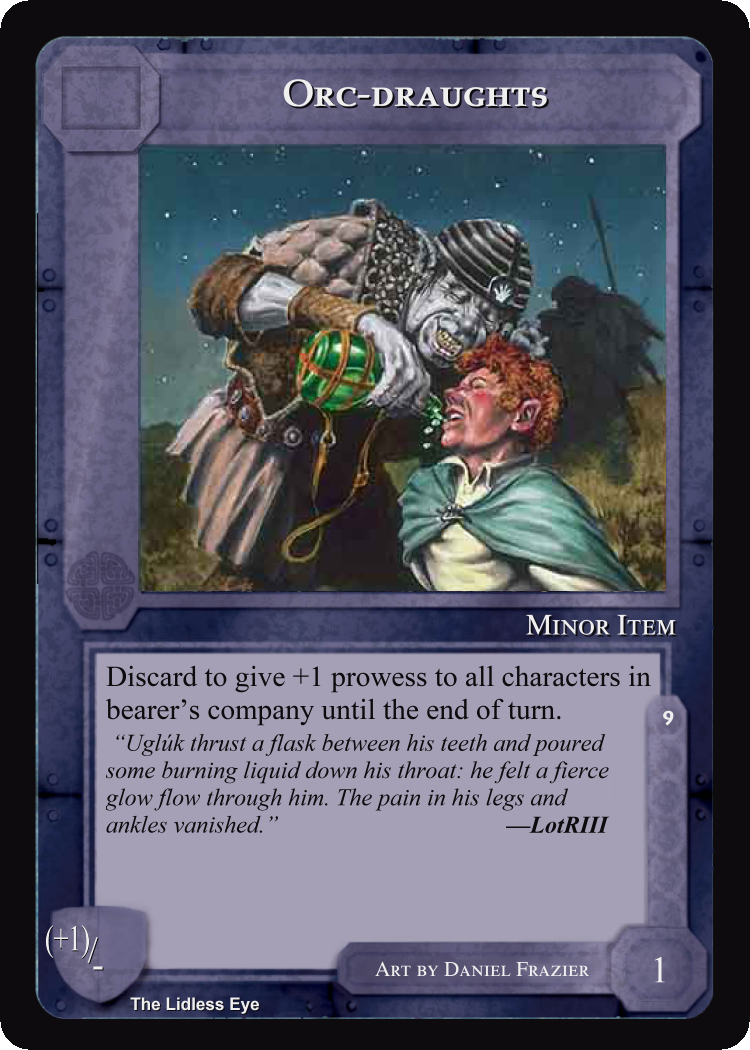 Orc-draughts
Minor Item
Discard to give +1 prowess to all characters in
bearer’s company until the end of turn.
“Uglúk thrust a flask between his teeth and poured
some burning liquid down his throat: he felt a fierce
glow flow through him. The pain in his legs and
ankles vanished.” —LotRIII
9
(+1)/-
Art by Daniel Frazier
1
The Lidless Eye